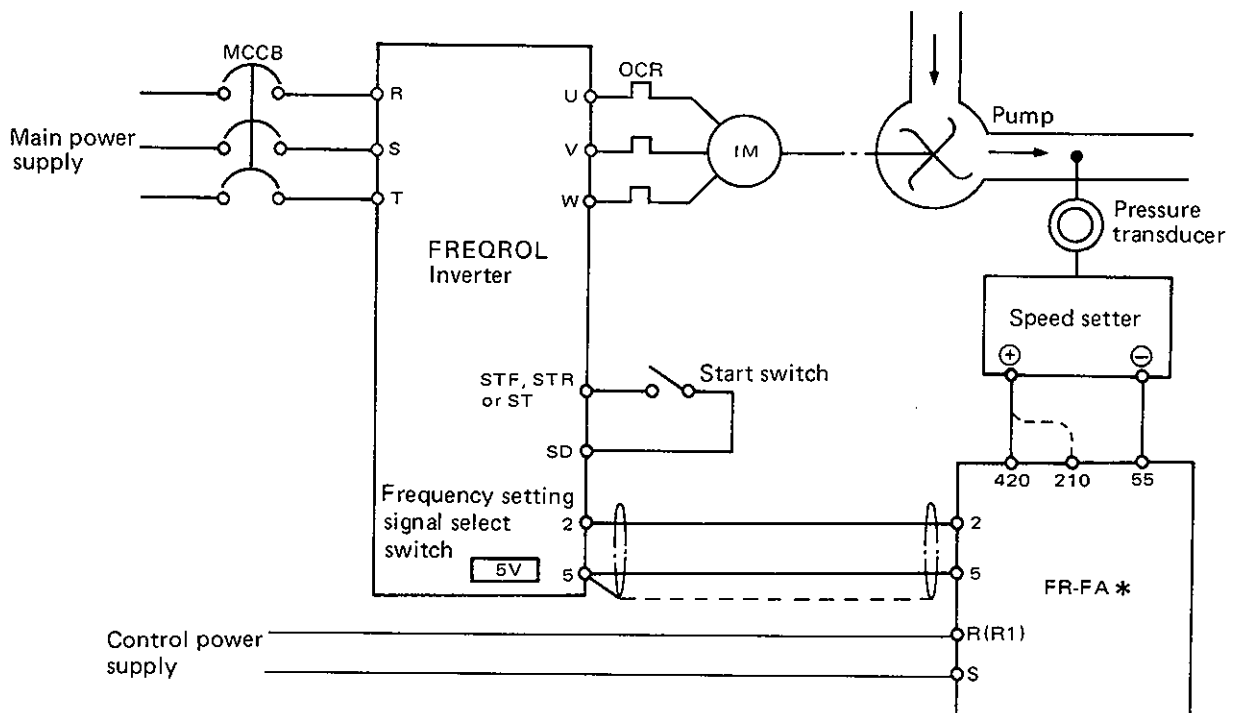 MCCB
Main power
supply
R
S
T
U
V
W
OCR
IM
Pump
Pressure
transducer
FREQROL
Inverter
Speed setter
⊕
⊖
STF, STR
or ST
Start switch
SD
420
210
55
Frequency setting
signal select
switch
5V
2
5
2
5
FR-FA *
Control power
supply
R(R1)
S